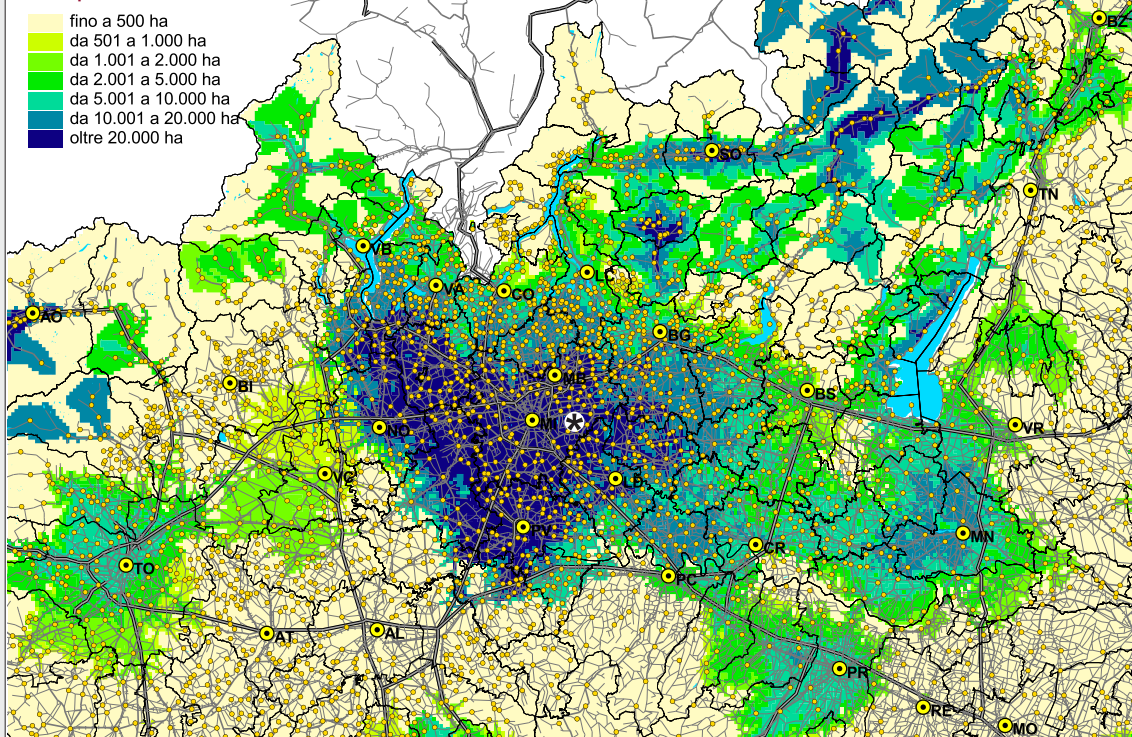 fino a 500 ha
da 501 a 1.000 ha
da 1.001 a 2.000 ha
da 2.001 a 5.000 ha
da 5.001 a 10.000 ha
da 10.001 a 20.000 ha
oltre 20.000 ha
BZ
SO
TN
VB
LC
VA
CO
AO
BG
MB
BI
BS
MI
*
NO
VR
VC
LO
PV
MN
CR
TO
PC
AL
AT
PR
RE
MO